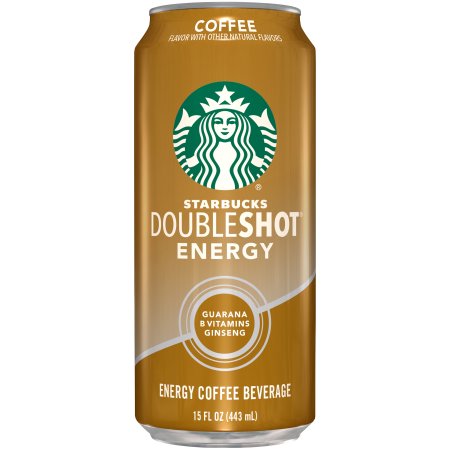 COFFEE
FLAVOR WITH OTHER NATURAL FLAVORS
®
STARBUCKS
DOUBLESHOT®
ENERGY
GUARANA
B VITAMINS
GINSENG
ENERGY COFFEE BEVERAGE
15 FL OZ (443 mL)